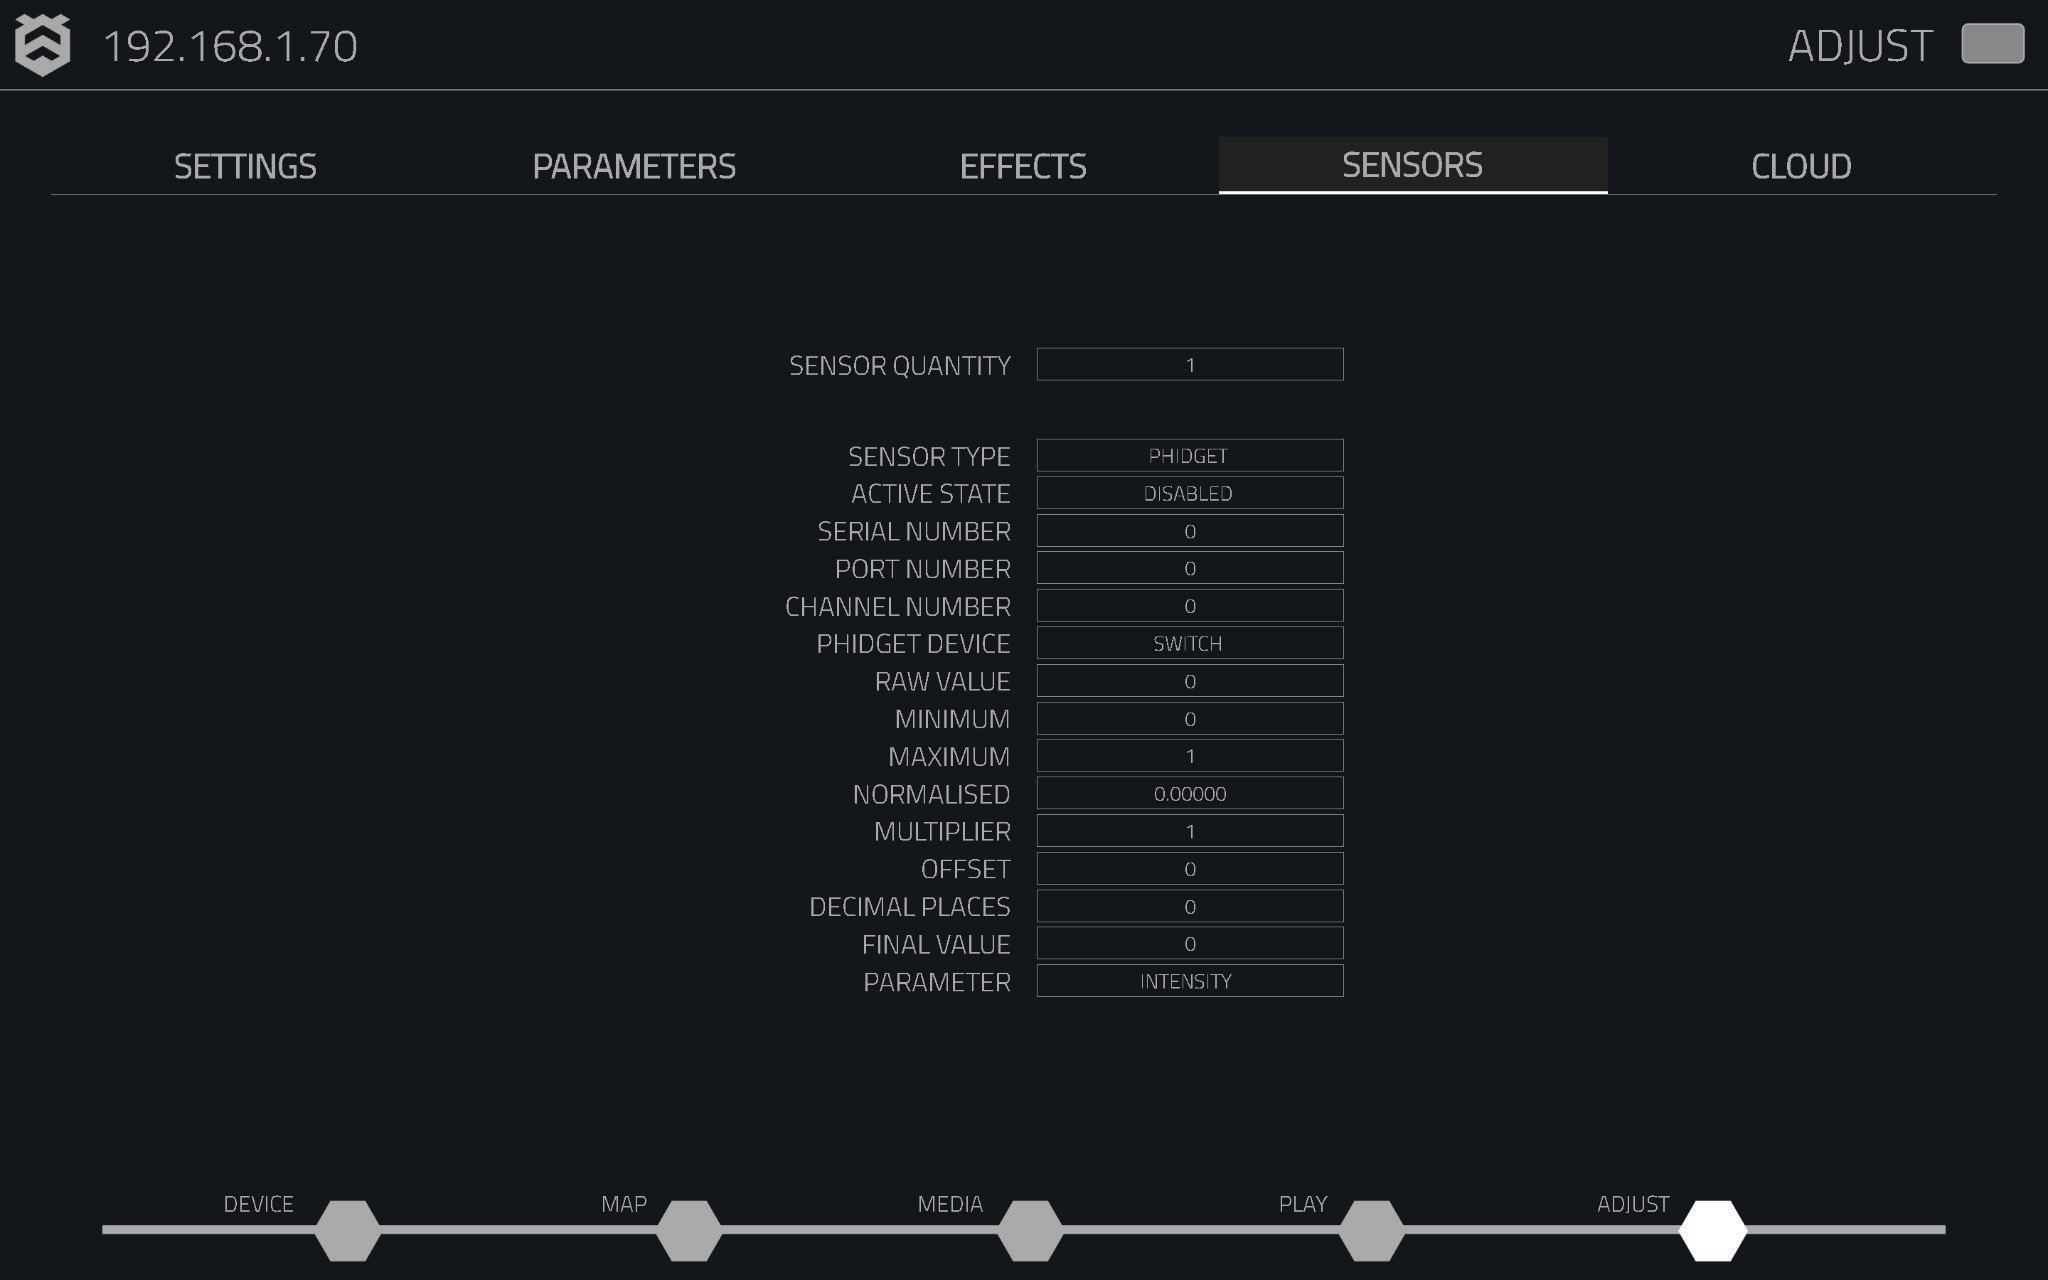 192.168.1.70 ADJUST
SETTINGS PARAMETERS EFFECTS SENSORS CLOUD
SENSOR QUANTITY 1
SENSOR TYPE PHIDGET
ACTIVE STATE DISABLED
SERIAL NUMBER 0
PORT NUMBER 0
CHANNEL NUMBER 0
PHIDGET DEVICE SWITCH
RAW VALUE 0
MINIMUM 0
MAXIMUM 1
NORMALISED 0.00000
MULTIPLIER 1
OFFSET 0
DECIMAL PLACES 0
FINAL VALUE 0
PARAMETER INTENSITY
DEVICE MAP MEDIA PLAY ADJUST